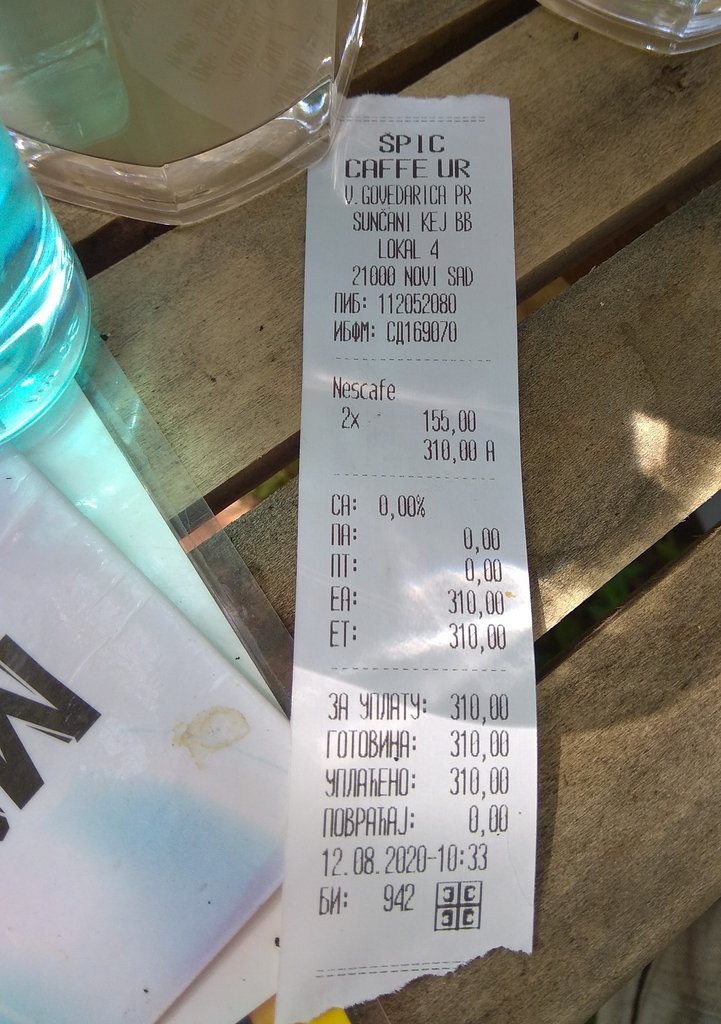 ŠPIC
CAFFE UR
V.GOVEDARICA PR
SUNČANI KEJ BB
LOKAL 4
21000 NOVI SAD
ПИБ: 112052080
ИБФМ: СД169070
Nescafe
2x 155,00
310,00 A
СА: 0,00%
ПА: 0,00
ПТ: 0,00
ЕА: 310,00
ЕТ: 310,00
ЗА УПЛАТУ: 310,00
ГОТОВИНА: 310,00
УПЛАЋЕНО: 310,00
ПОВРАЋАЈ: 0,00
12.08.2020-10:33
БИ: 942